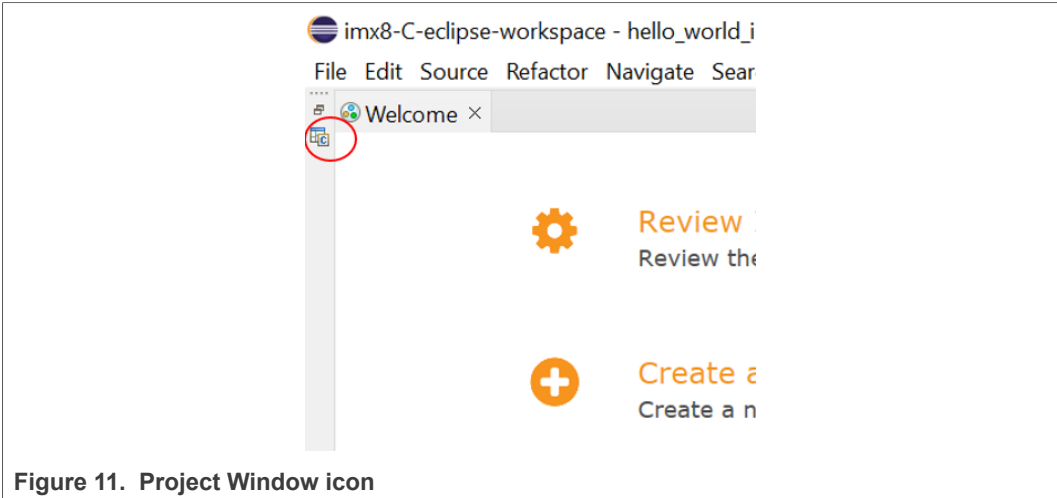 imx8-C-eclipse-workspace - hello_world_i
File Edit Source Refactor Navigate Sear
Welcome ×
C
Review
Review the
Create a
Create a n
Figure 11. Project Window icon